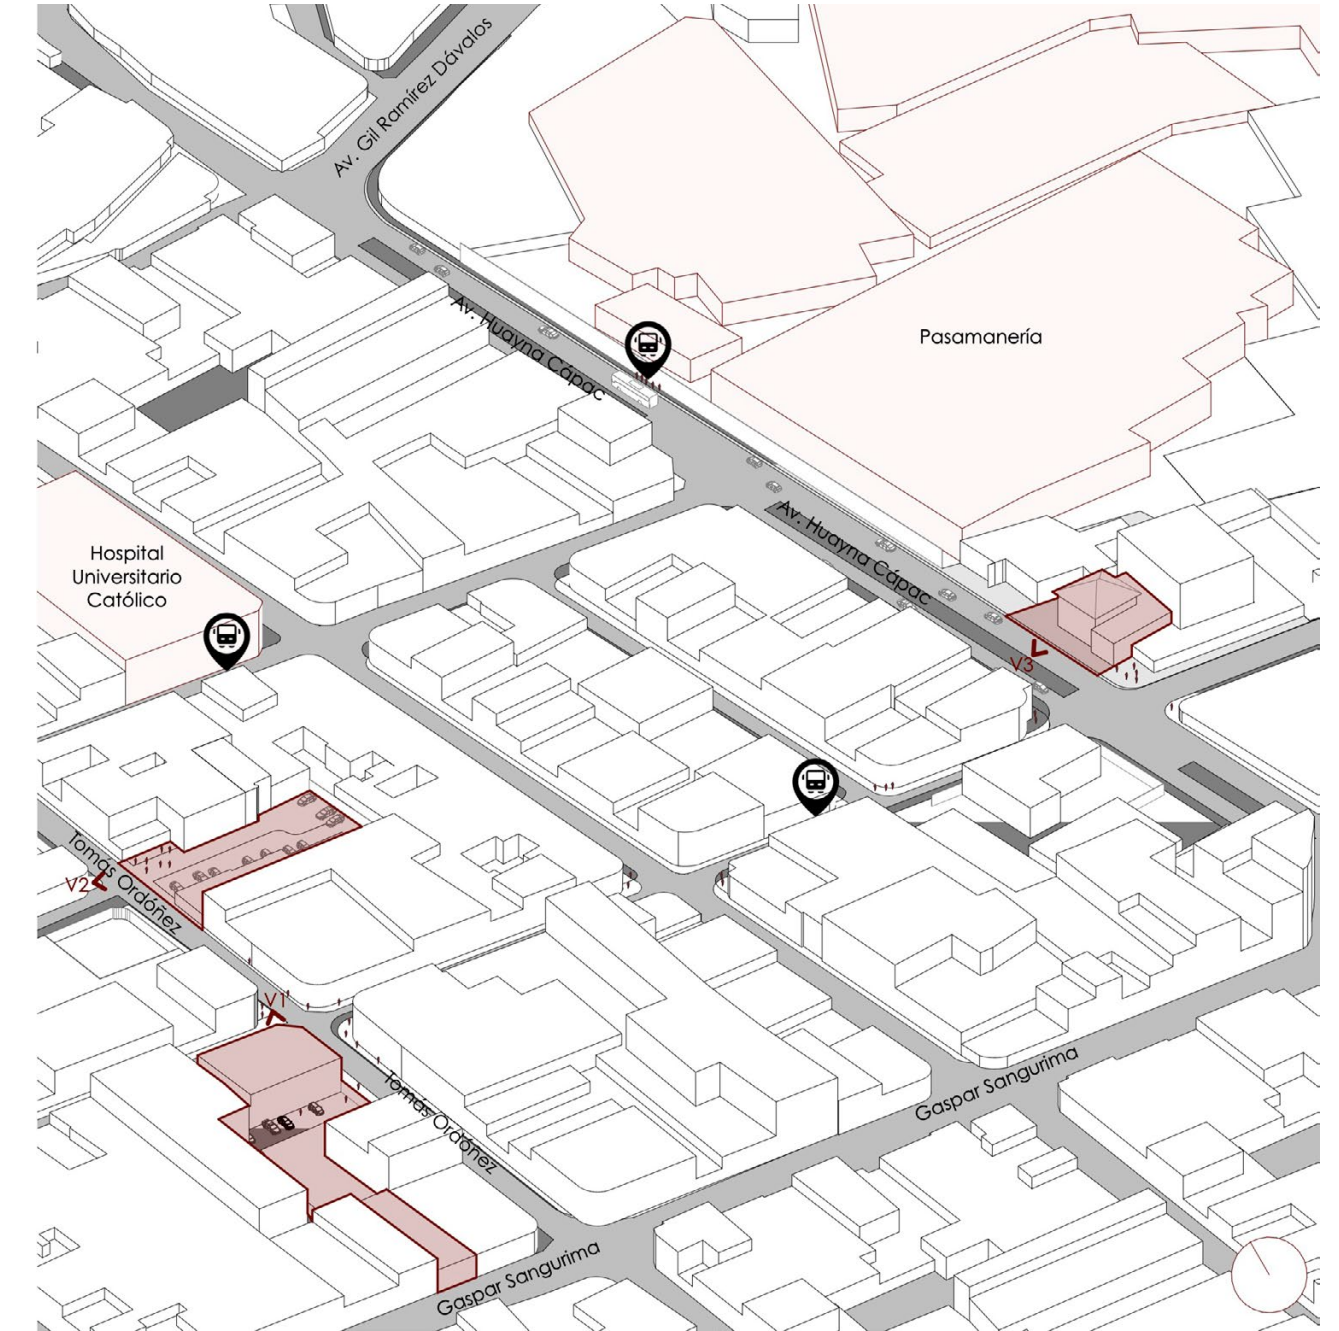 Av. Gil Ramírez Dávalos
Av. Huayna Cápac
Pasamanería
Av. Huayna Cápac
Hospital
Universitario
Católico
V3
Tomás Ordóñez
V2
V1
Tomás Ordóñez
Gaspar Sangurima
Gaspar Sangurima